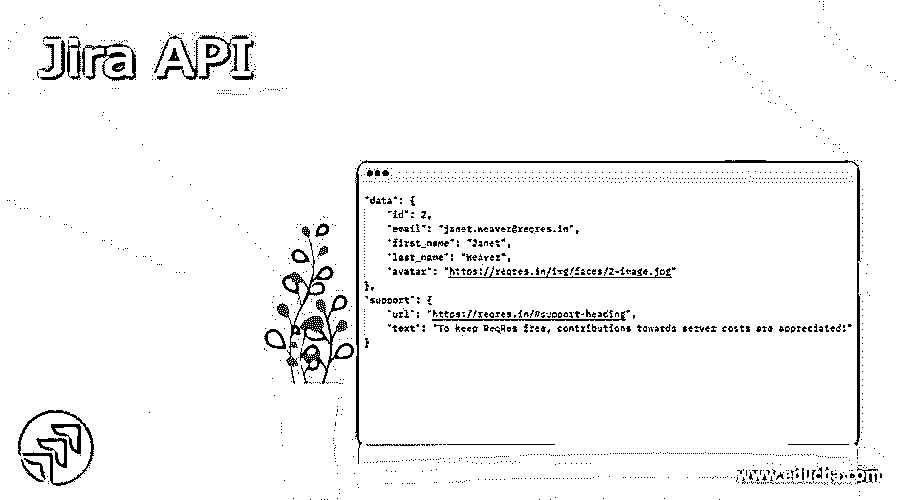 Jira API
"data": {
"id": 2,
"email": "janet.weaver@reqres.in",
"first_name": "Janet",
"last_name": "Weaver",
"avatar": "https://reqres.in/img/faces/2-image.jpg"
},
"support": {
"url": "https://reqres.in/#support-heading",
"text": "To keep ReqRes free, contributions towards server costs are appreciated!"
}
www.educba.com